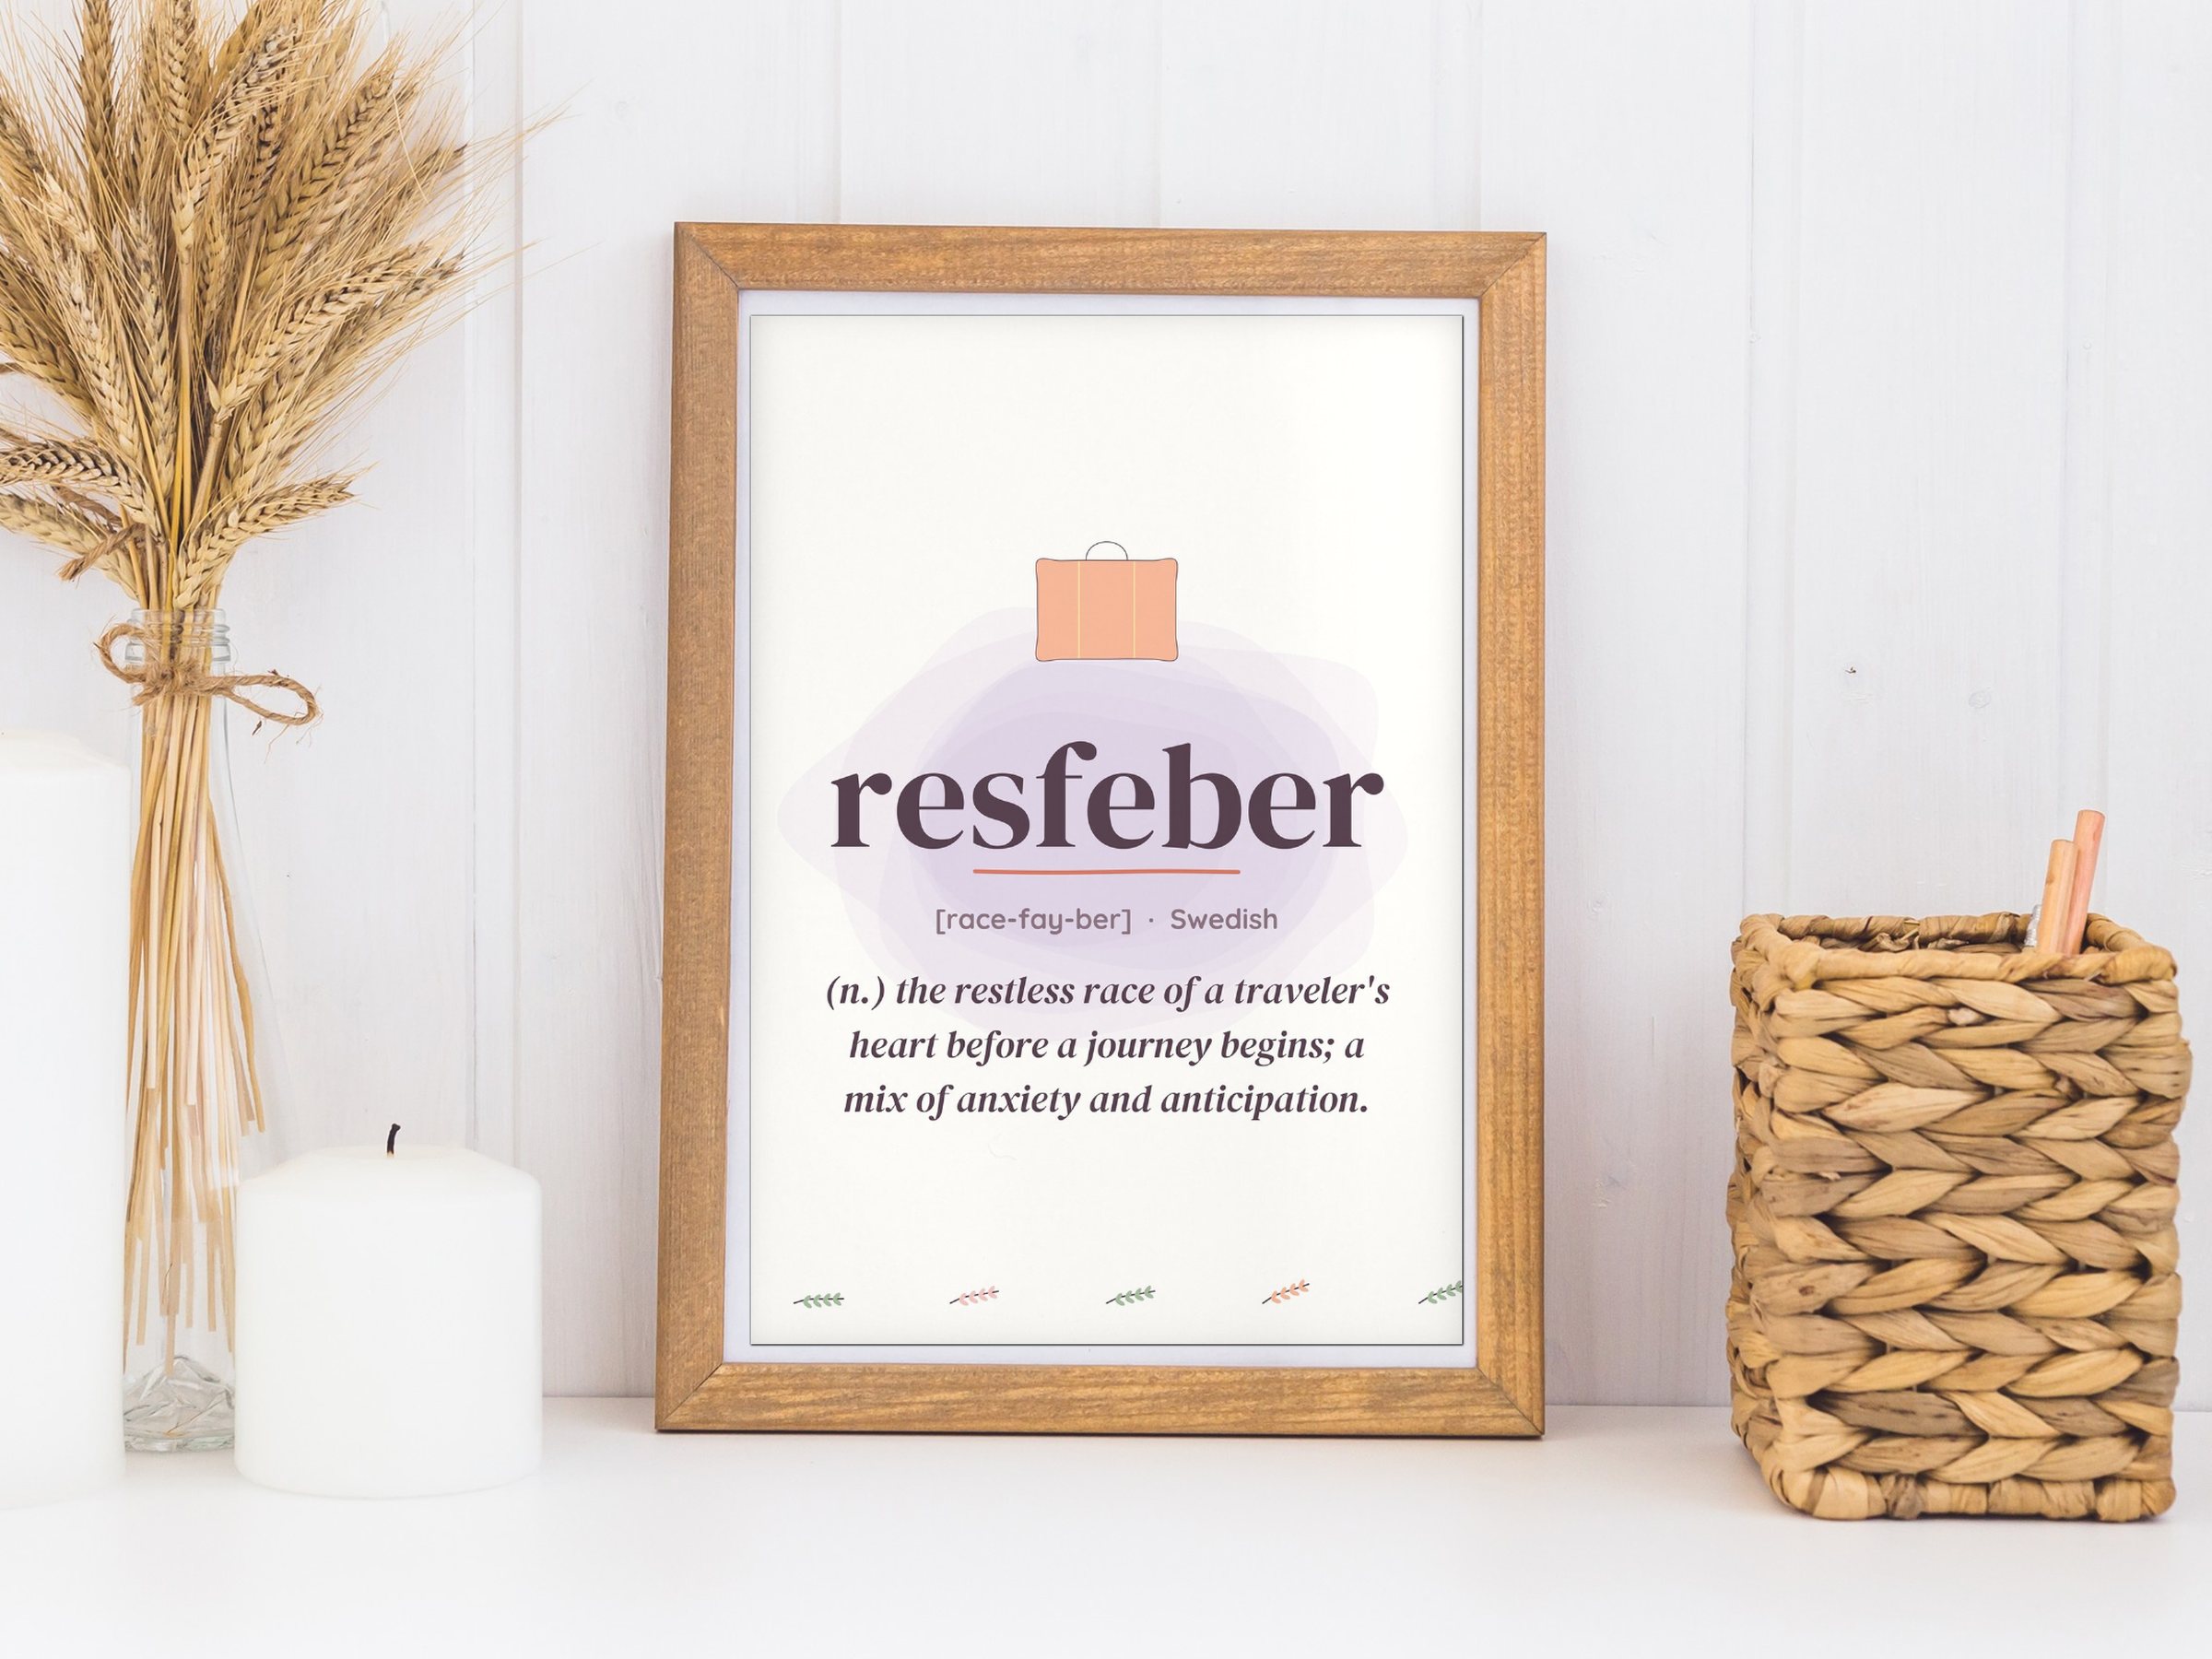 resfeber
[race-fay-ber] · Swedish
(n.) the restless race of a traveler's
heart before a journey begins; a
mix of anxiety and anticipation.